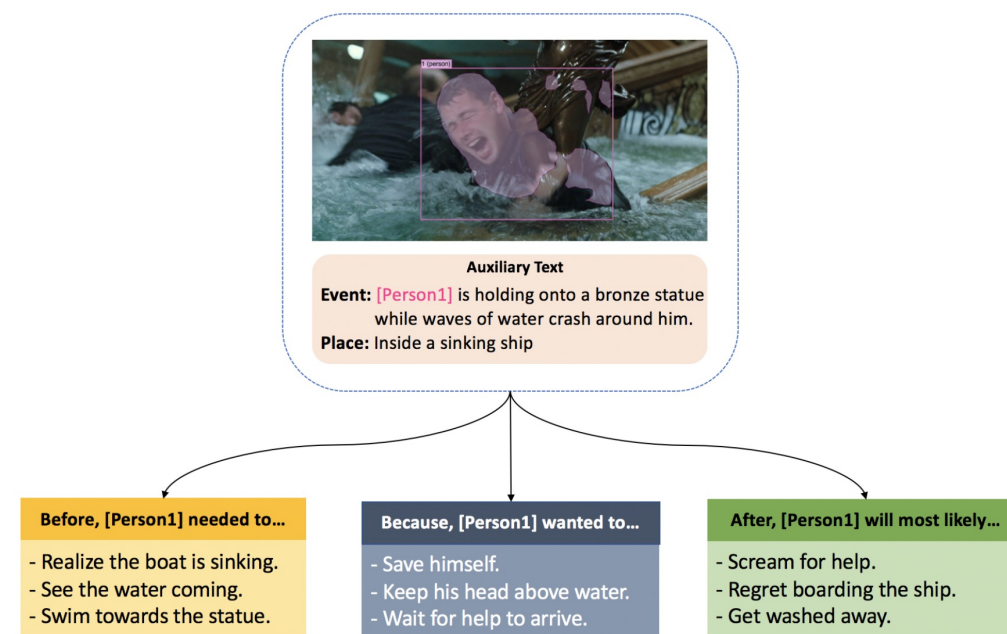 1 (person)
Auxiliary Text
Event: [Person1] is holding onto a bronze statue
while waves of water crash around him.
Place: Inside a sinking ship
Before, [Person1] needed to...
- Realize the boat is sinking.
- See the water coming.
- Swim towards the statue.
Because, [Person1] wanted to...
- Save himself.
- Keep his head above water.
- Wait for help to arrive.
After, [Person1] will most likely...
- Scream for help.
- Regret boarding the ship.
- Get washed away.